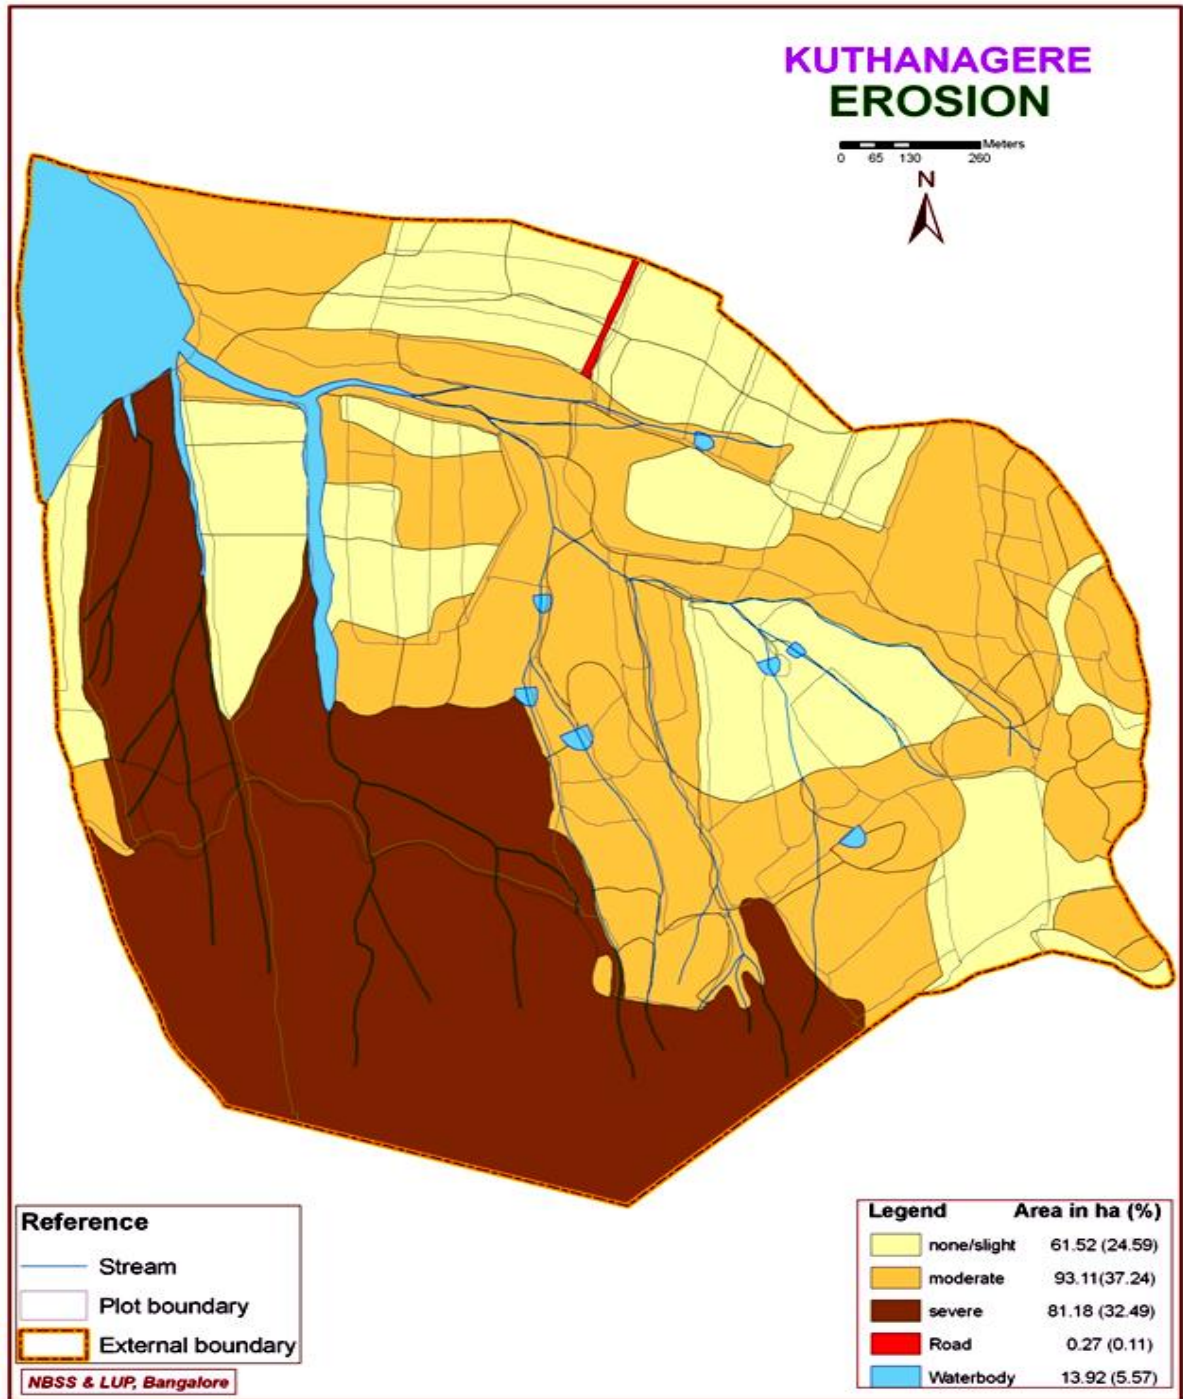 KUTHANAGERE
EROSION
Meters
0 65 130 260
N
Reference
Stream
Plot boundary
External boundary
NBSS & LUP, Bangalore
Legend Area in ha (%)
none/slight 61.52 (24.59)
moderate 93.11(37.24)
severe 81.18 (32.49)
Road 0.27 (0.11)
Waterbody 13.92 (5.57)